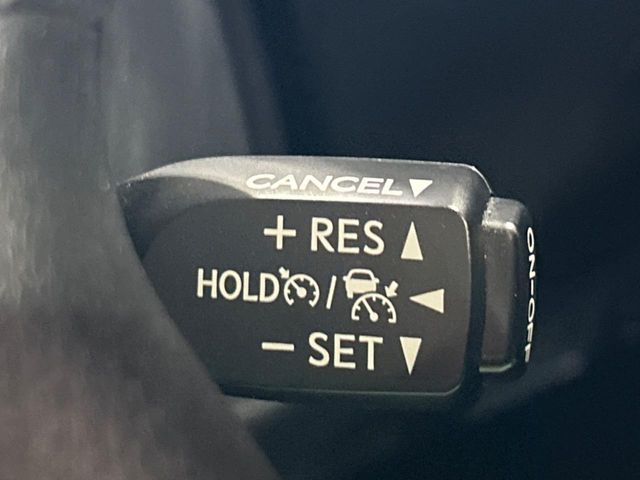 CANCEL▼
+ RES ▲
HOLD / ◀
− SET ▼
ON-OFF